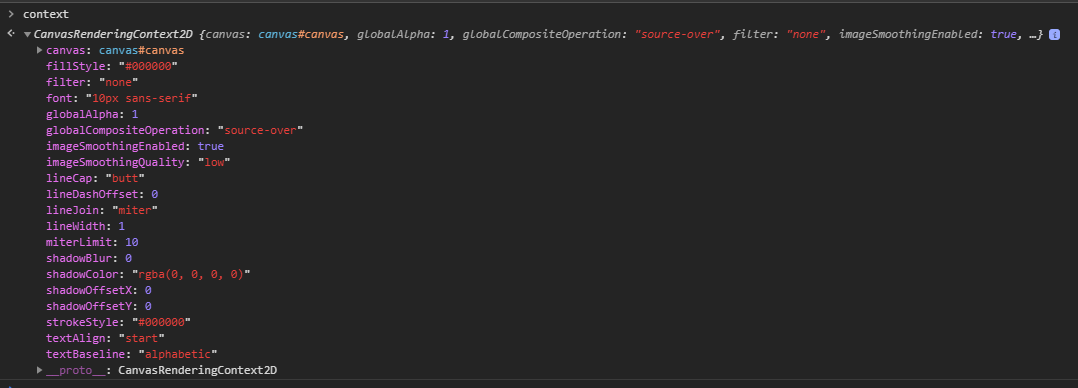 context
CanvasRenderingContext2D {canvas: canvas#canvas, globalAlpha: 1, globalCompositeOperation: "source-over", filter: "none", imageSmoothingEnabled: true, …} i
canvas: canvas#canvas
fillStyle: "#000000"
filter: "none"
font: "10px sans-serif"
globalAlpha: 1
globalCompositeOperation: "source-over"
imageSmoothingEnabled: true
imageSmoothingQuality: "low"
lineCap: "butt"
lineDashOffset: 0
lineJoin: "miter"
lineWidth: 1
miterLimit: 10
shadowBlur: 0
shadowColor: "rgba(0, 0, 0, 0)"
shadowOffsetX: 0
shadowOffsetY: 0
strokeStyle: "#000000"
textAlign: "start"
textBaseline: "alphabetic"
__proto__: CanvasRenderingContext2D